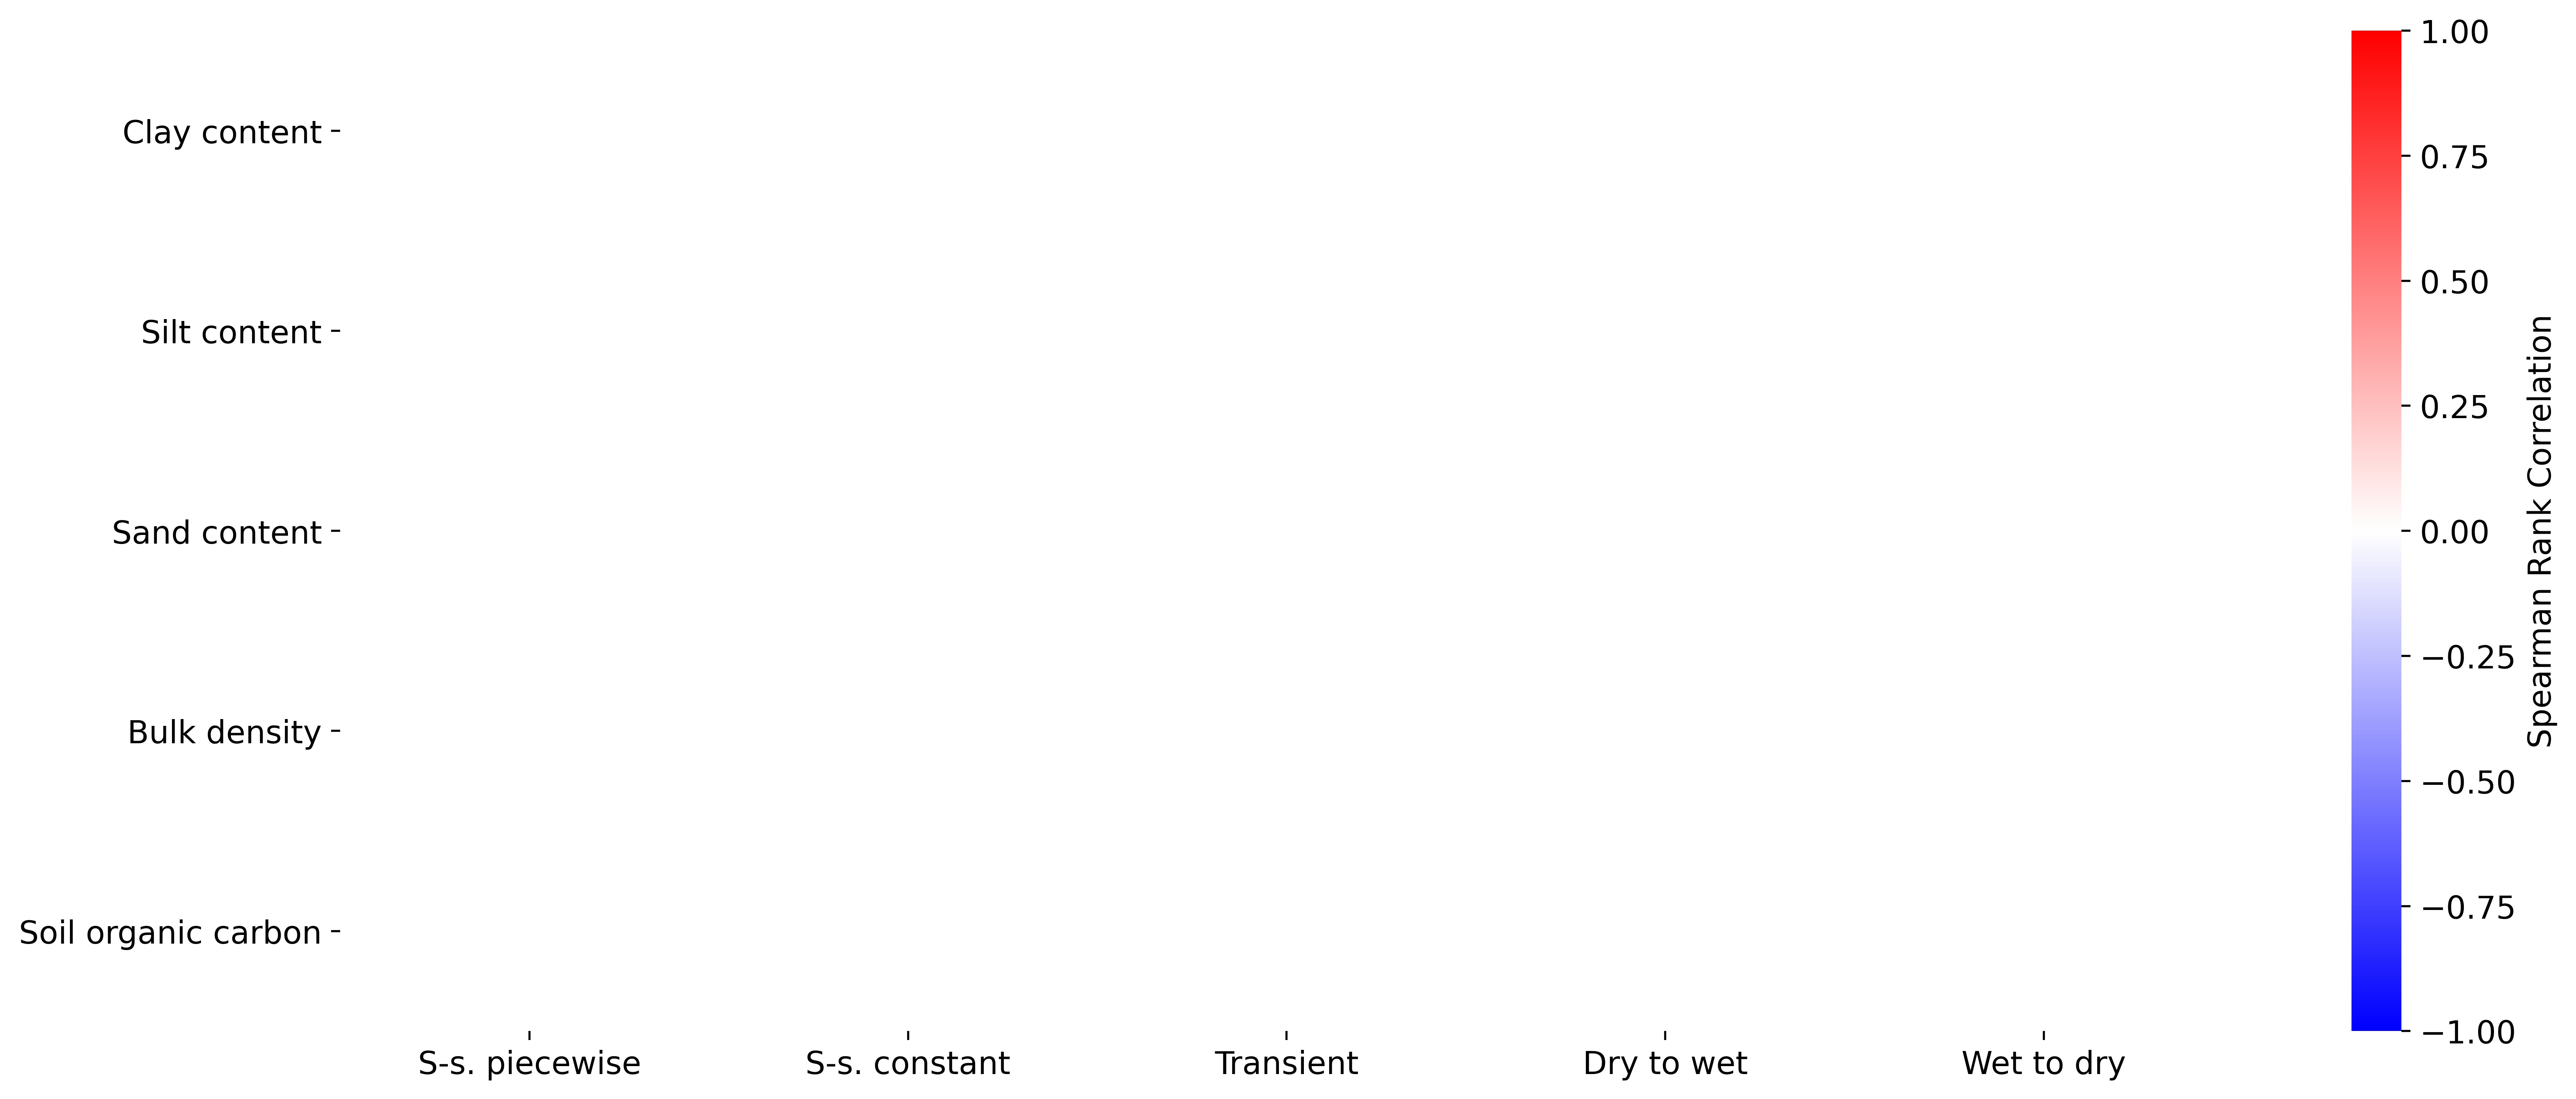 Clay content
Silt content
Sand content
Bulk density
Soil organic carbon
S-s. piecewise
S-s. constant
Transient
Dry to wet
Wet to dry
1.00
0.75
0.50
0.25
0.00
−0.25
−0.50
−0.75
−1.00
Spearman Rank Correlation